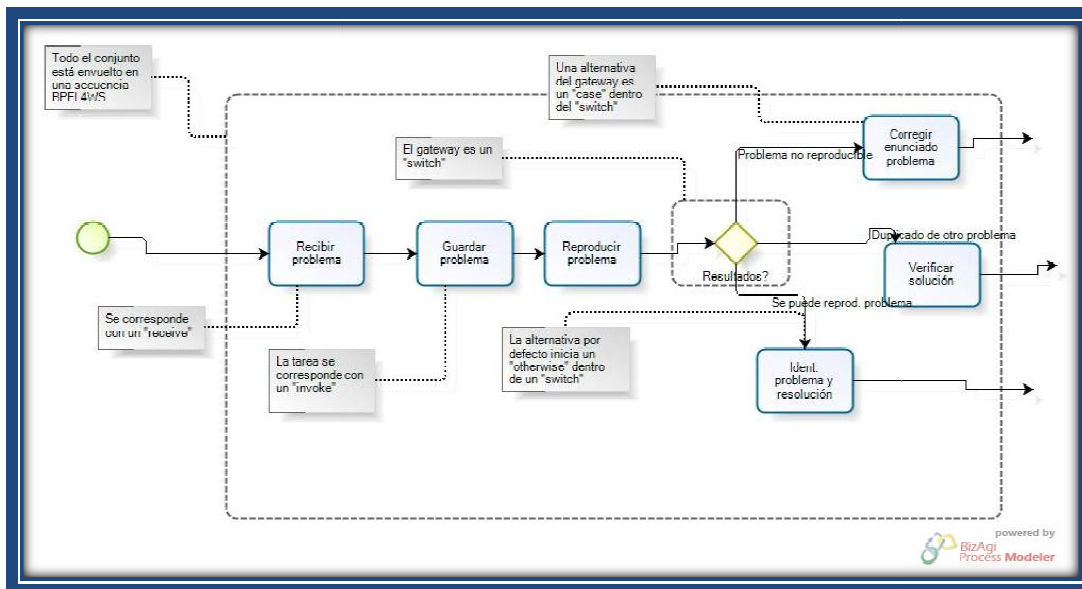 Todo el conjunto
está envuelto en
una secuencia
BPEL4WS
Una alternativa
del gateway es
un "case" dentro
del "switch"
El gateway es un
"switch"
Corregir
enunciado
problema
Problema no reproducible
Recibir
problema
Guardar
problema
Reproducir
problema
Duplicado de otro problema
Verificar
solución
Resultados?
Se puede reprod. problema
Se corresponde
con un "receive"
La tarea se
corresponde con
un "invoke"
La alternativa por
defecto inicia un
"otherwise" dentro
de un "switch"
Ident.
problema y
resolución
powered by
BizAgi
Process Modeler